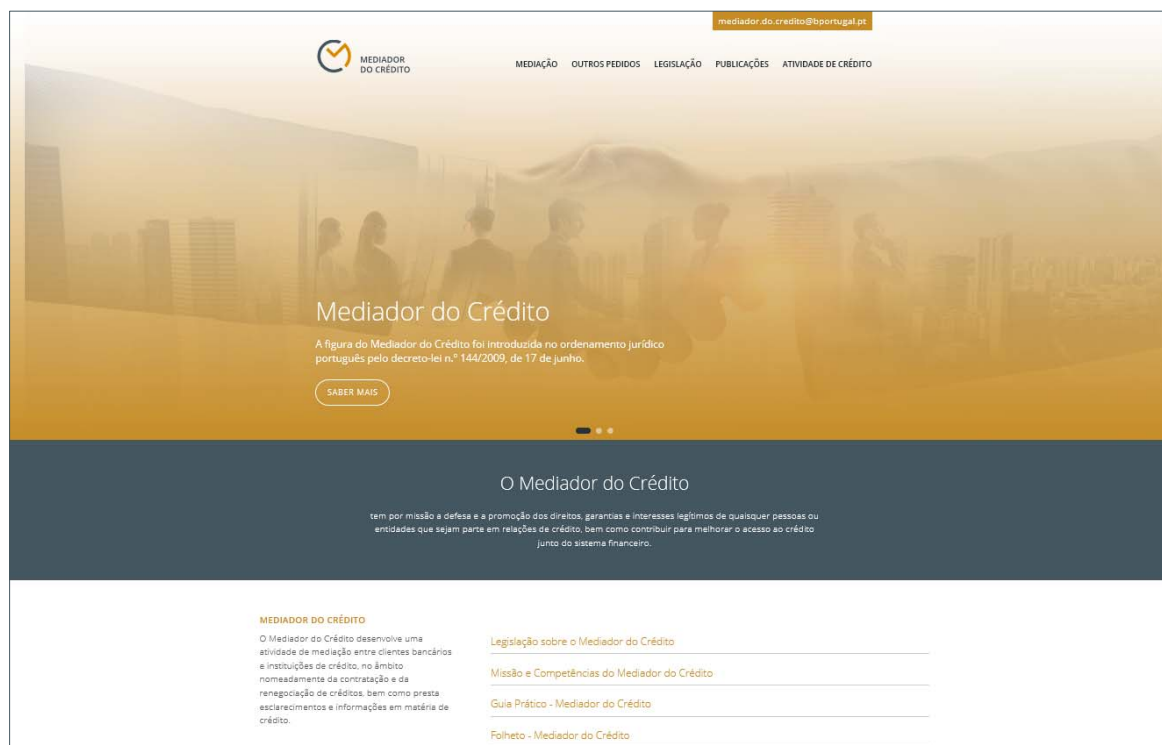 mediador.do.credito@bportugal.pt
MEDIADOR
DO CRÉDITO
MEDIAÇÃO OUTROS PEDIDOS LEGISLAÇÃO PUBLICAÇÕES ATIVIDADE DE CRÉDITO
Mediador do Crédito
A figura do Mediador do Crédito foi introduzida no ordenamento jurídico
português pelo decreto-lei n.º 144/2009, de 17 de junho.
SABER MAIS
O Mediador do Crédito
tem por missão a defesa e a promoção dos direitos, garantias e interesses legítimos de quaisquer pessoas ou
entidades que sejam parte em relações de crédito, bem como contribuir para melhorar o acesso ao crédito
junto do sistema financeiro.
MEDIADOR DO CRÉDITO
O Mediador do Crédito desenvolve uma
atividade de mediação entre clientes bancários
e instituições de crédito, no âmbito
nomeadamente da contratação e da
renegociação de créditos, bem como presta
esclarecimentos e informações em matéria de
crédito.
Legislação sobre o Mediador do Crédito
Missão e Competências do Mediador do Crédito
Guia Prático - Mediador do Crédito
Folheto - Mediador do Crédito